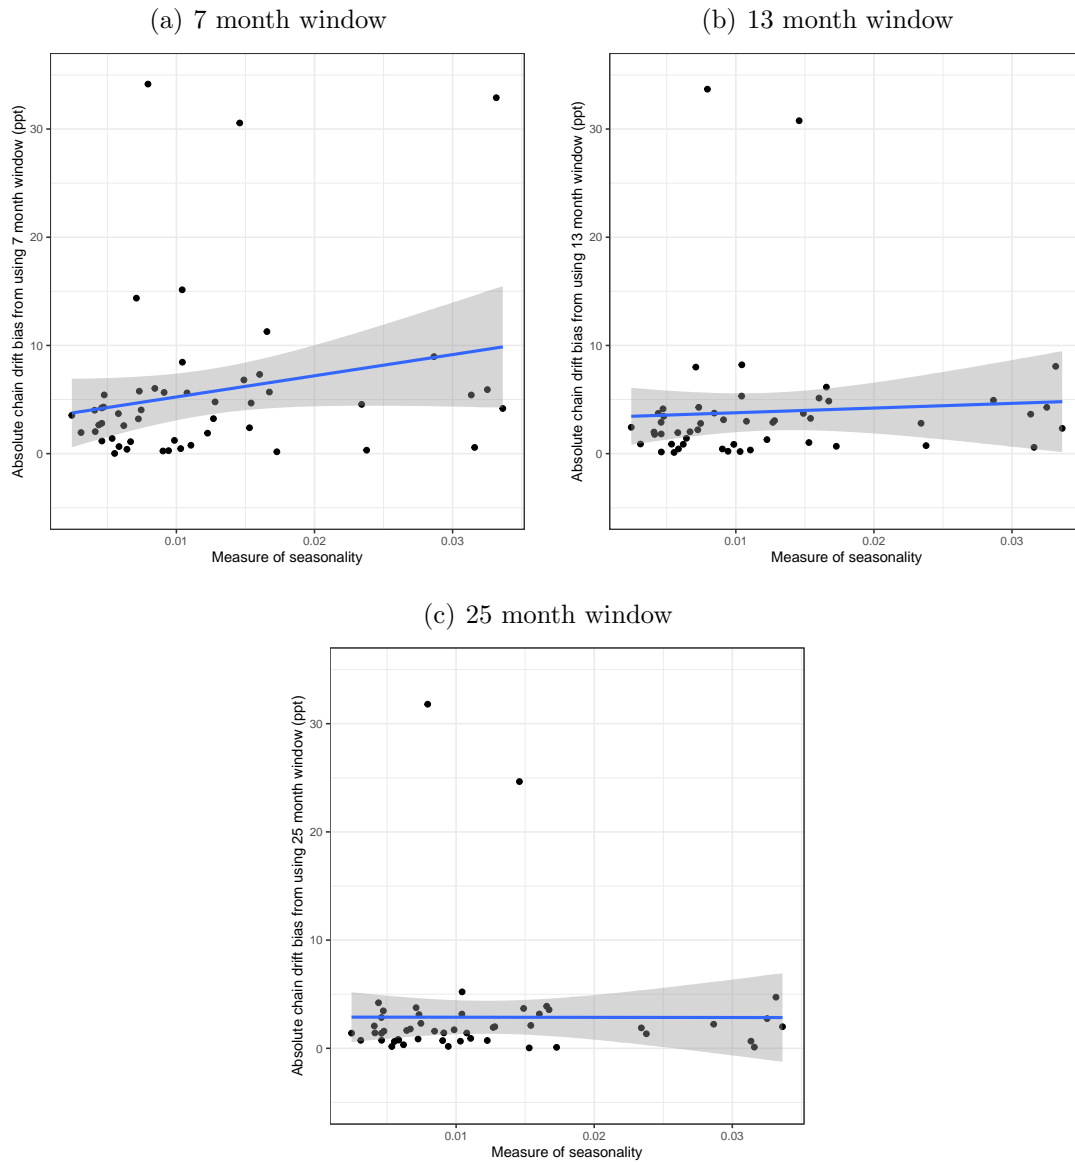 (a) 7 month window
Absolute chain drift bias from using 7 month window (ppt)
30
20
10
0
0.01 0.02 0.03
Measure of seasonality
(b) 13 month window
Absolute chain drift bias from using 13 month window (ppt)
30
20
10
0
0.01 0.02 0.03
Measure of seasonality
(c) 25 month window
Absolute chain drift bias from using 25 month window (ppt)
30
20
10
0
0.01 0.02 0.03
Measure of seasonality